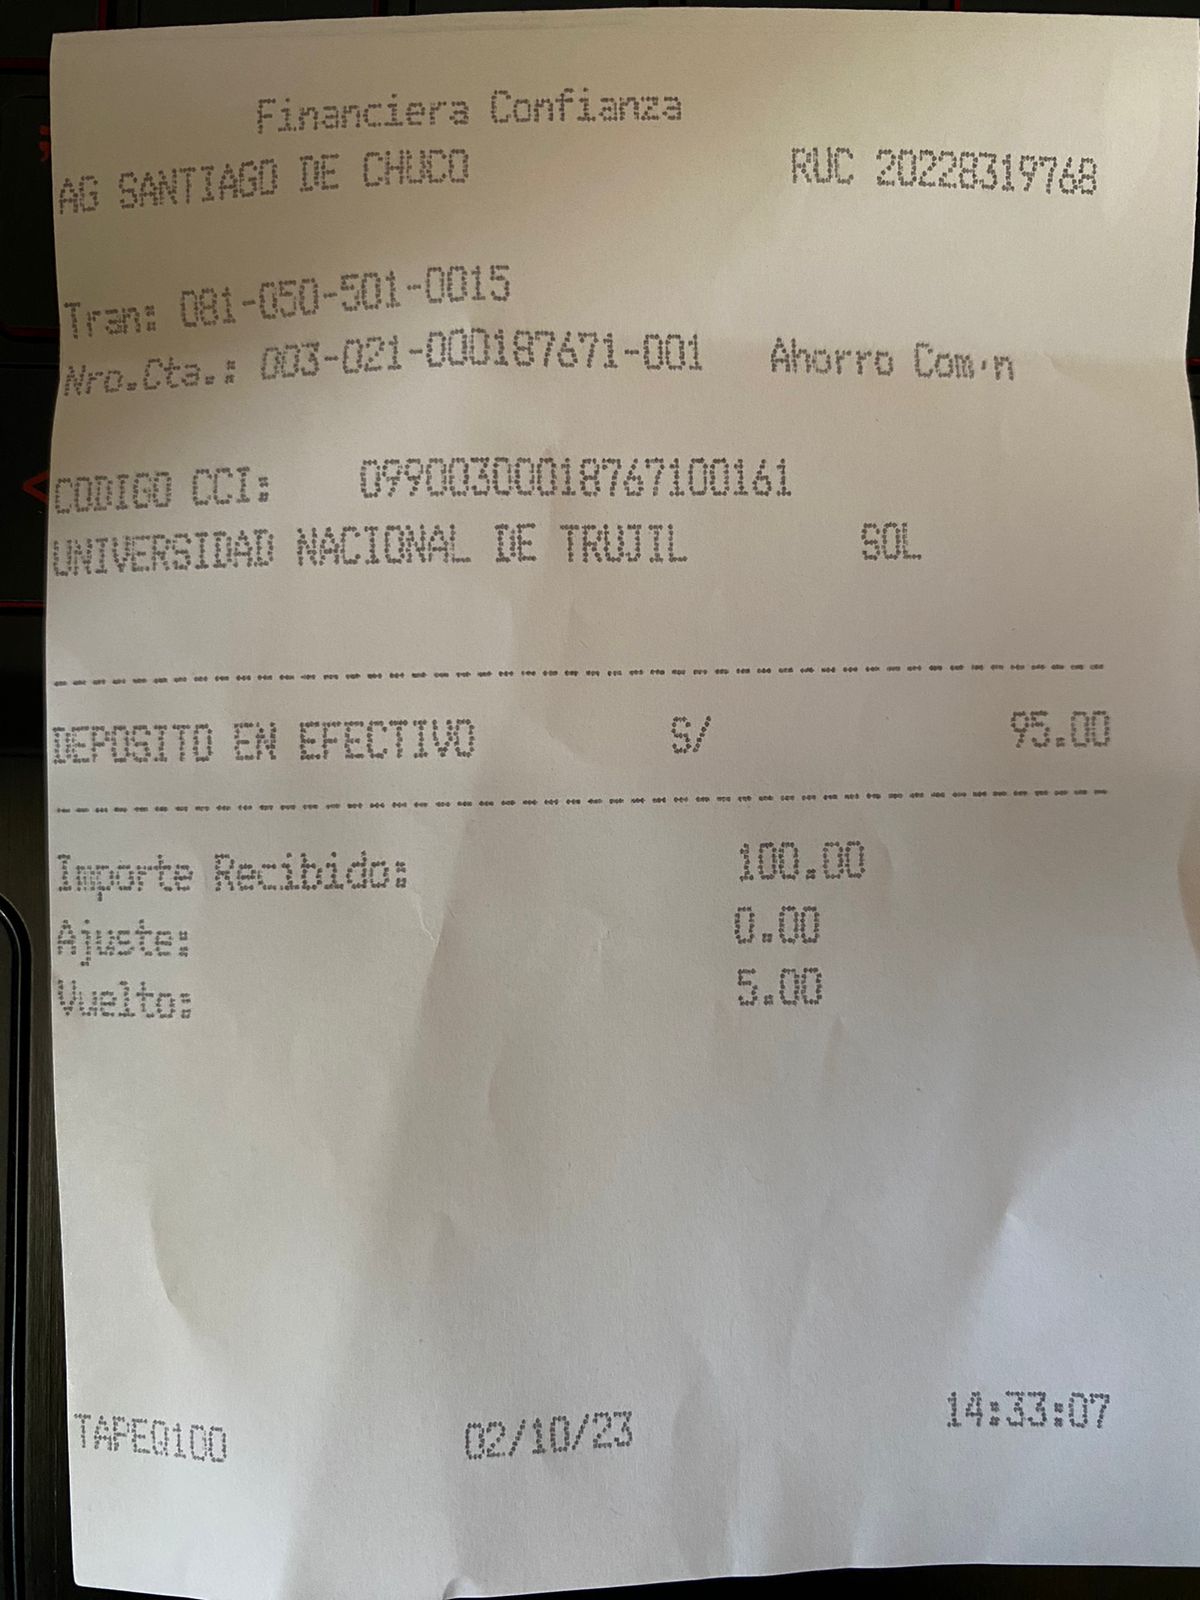 Financiera Confianza
AG SANTIAGO DE CHUCO RUC 20228319768
Tran: 081-050-501-0015
Nro.Cta.: 003-021-000187671-001 Ahorro Com·n
CODIGO CCI: 09900300018767100161
UNIVERSIDAD NACIONAL DE TRUJIL SOL
DEPOSITO EN EFECTIVO S/ 95.00
Importe Recibido: 100.00
Ajuste: 0.00
Vuelto: 5.00
TAPEQ100 02/10/23 14:33:07